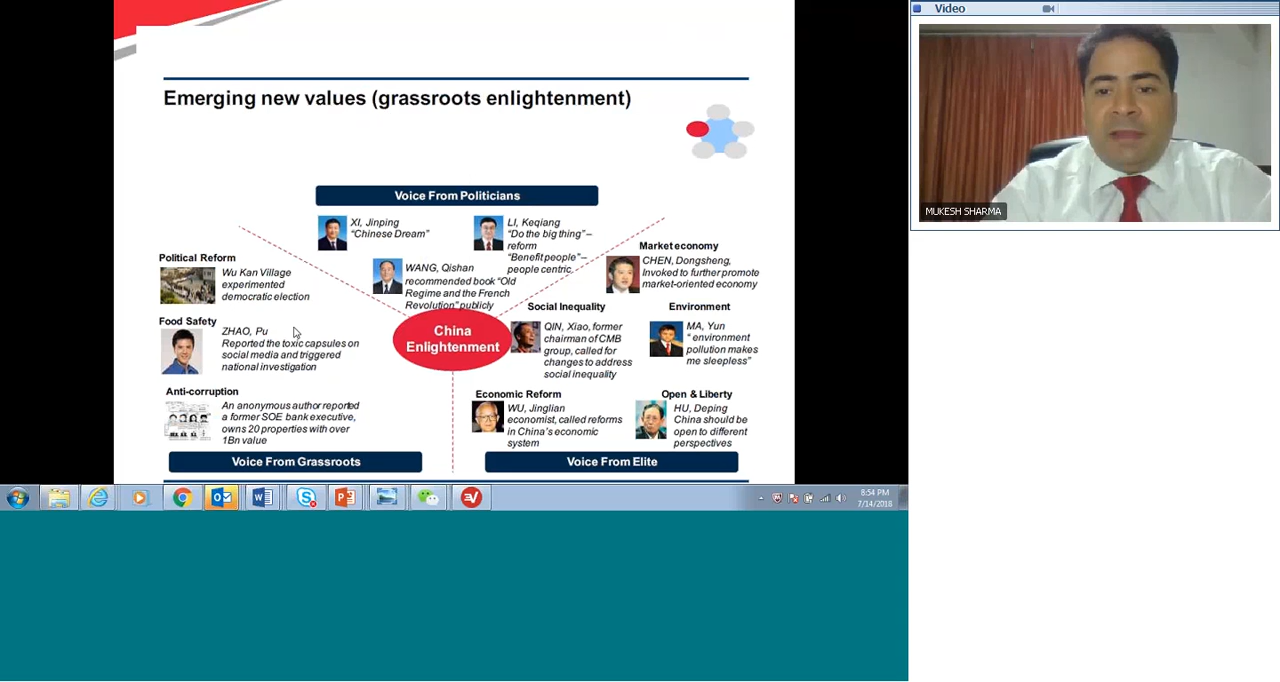 Emerging new values (grassroots enlightenment)
Voice From Politicians
XI, Jinping
“Chinese Dream”
LI, Keqiang
“Do the big thing”–
reform
“Benefit people”–
people centric.
WANG, Qishan
recommended book “Old
Regime and the French
Revolution” publicly
Political Reform
Wu Kan Village
experimented
democratic election
Food Safety
ZHAO, Pu
Reported the toxic capsules on
social media and triggered
national investigation
Anti-corruption
An anonymous author reported
a former SOE bank executive,
owns 20 properties with over
1Bn value
Voice From Grassroots
China
Enlightenment
Market economy
CHEN, Dongsheng,
Invoked to further promote
market-oriented economy
Social Inequality
QIN, Xiao, former
chairman of CMB
group, called for
changes to address
social inequality
Environment
MA, Yun
“ environment
pollution makes
me sleepless”
Economic Reform
WU, Jinglian
economist, called reforms
in China’s economic
system
Open & Liberty
HU, Deping
China should be
open to different
perspectives
Voice From Elite
8:54 PM
7/14/2018
Video
MUKESH SHARMA